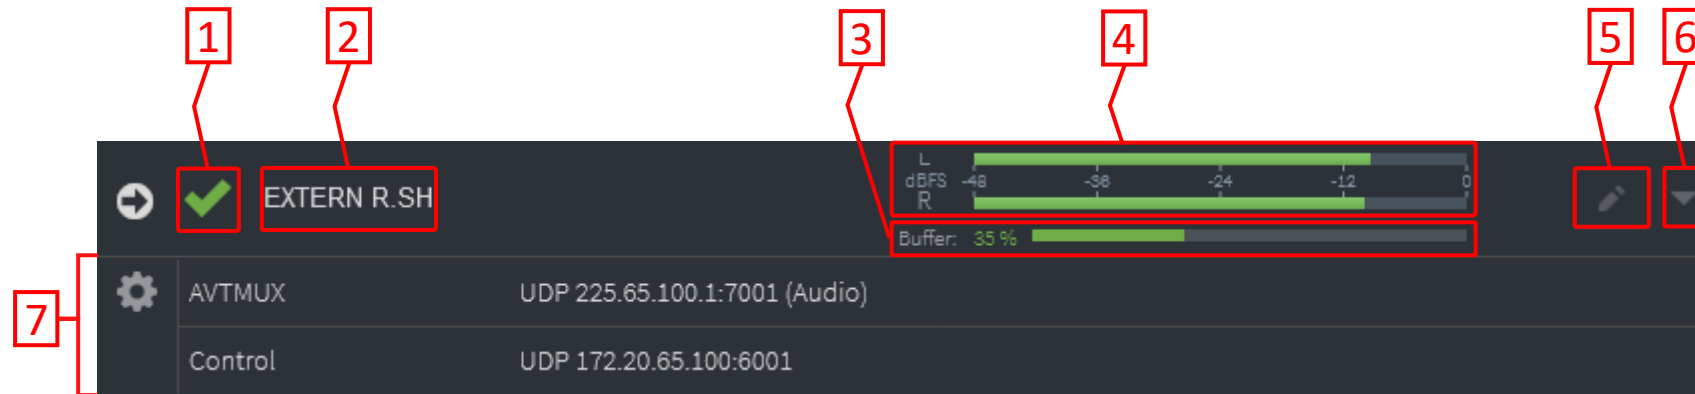 1 2 3 4 5 6
L
dBFS -48 -36 -24 -12 0
R
EXTERN R.SH
Buffer: 35 %
7
AVTMUX UDP 225.65.100.1:7001 (Audio)
Control UDP 172.20.65.100:6001